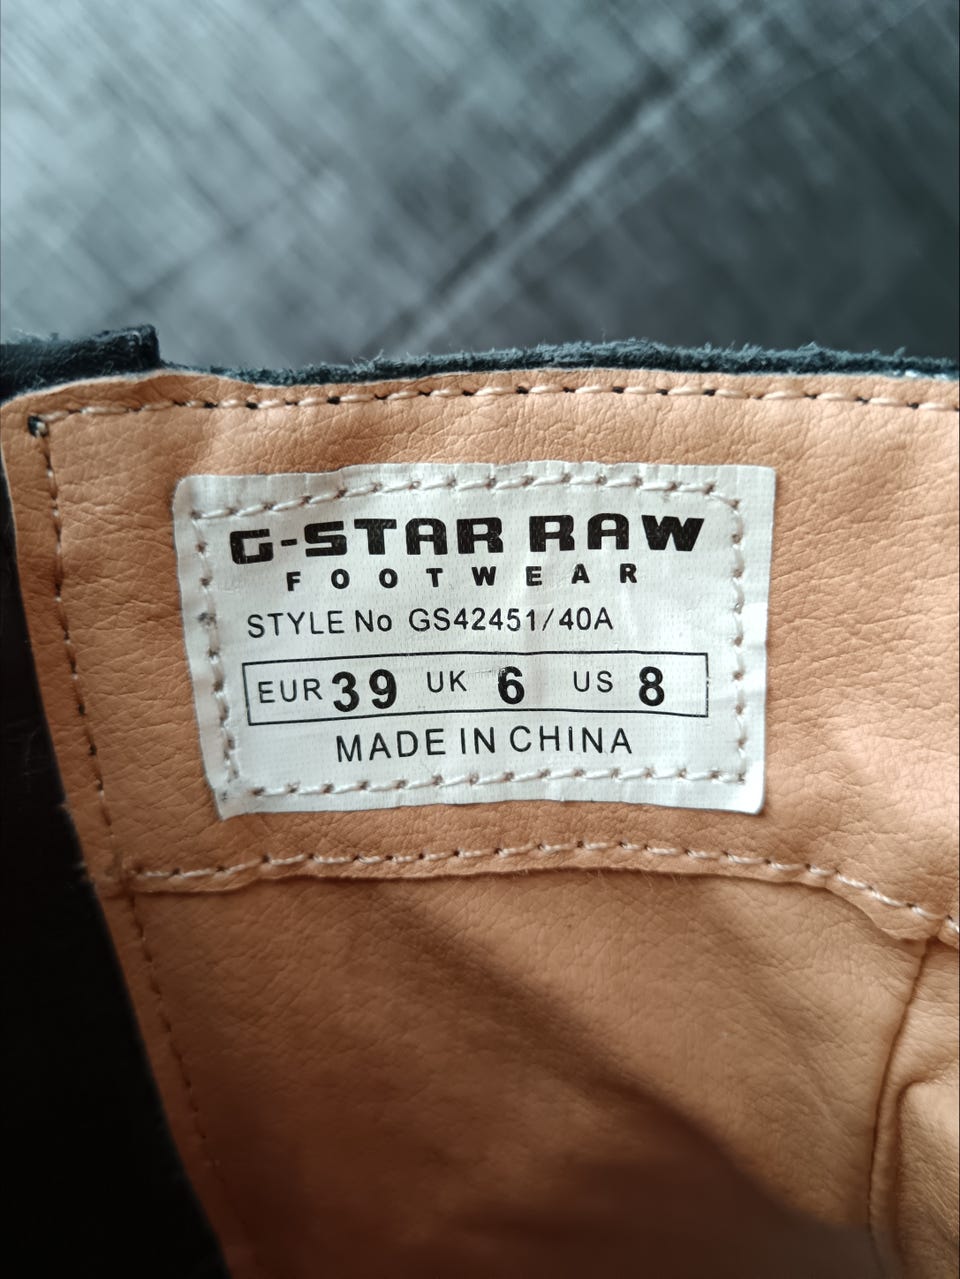 G-STAR RAW
FOOTWEAR
STYLE No GS42451/40A
EUR 39 UK 6 US 8
MADE IN CHINA